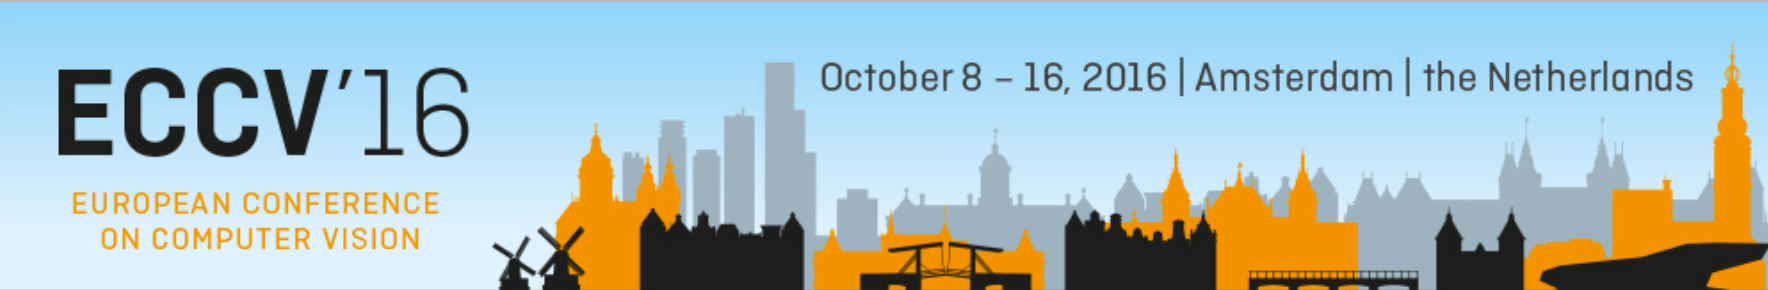 ECCV'16
EUROPEAN CONFERENCE
ON COMPUTER VISION
October 8 – 16, 2016 | Amsterdam | the Netherlands